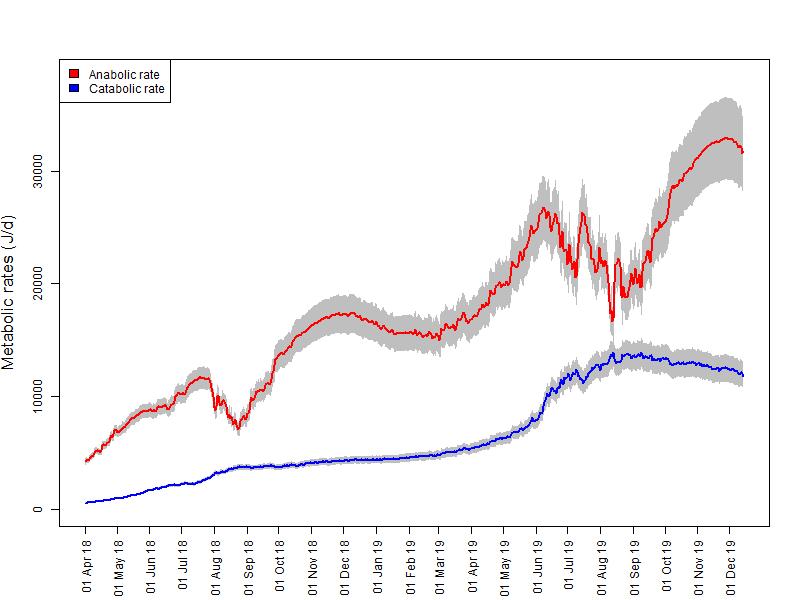 Anabolic rate
Catabolic rate
Metabolic rates (J/d)
30000
20000
10000
0
01 Apr 18
01 May 18
01 Jun 18
01 Jul 18
01 Aug 18
01 Sep 18
01 Oct 18
01 Nov 18
01 Dec 18
01 Jan 19
01 Feb 19
01 Mar 19
01 Apr 19
01 May 19
01 Jun 19
01 Jul 19
01 Aug 19
01 Sep 19
01 Oct 19
01 Nov 19
01 Dec 19